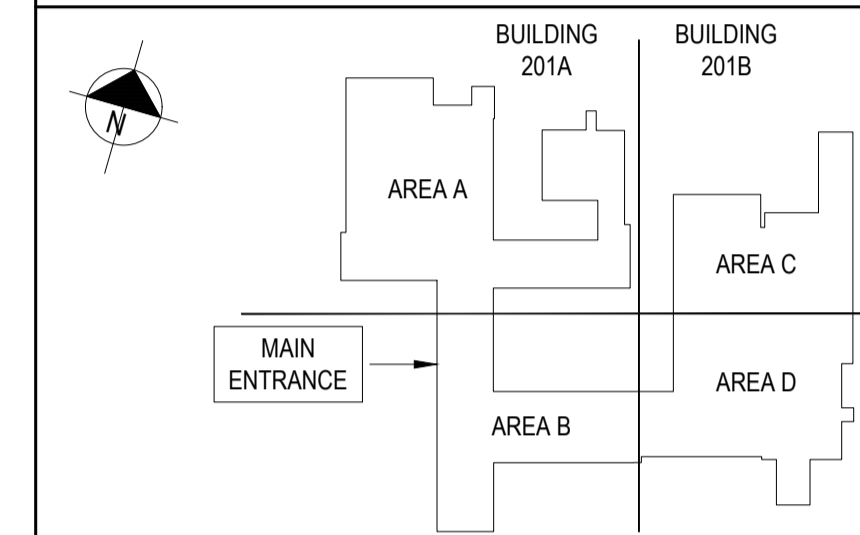 BUILDING
201A
BUILDING
201B
N
AREA A
AREA C
MAIN
ENTRANCE
AREA D
AREA B